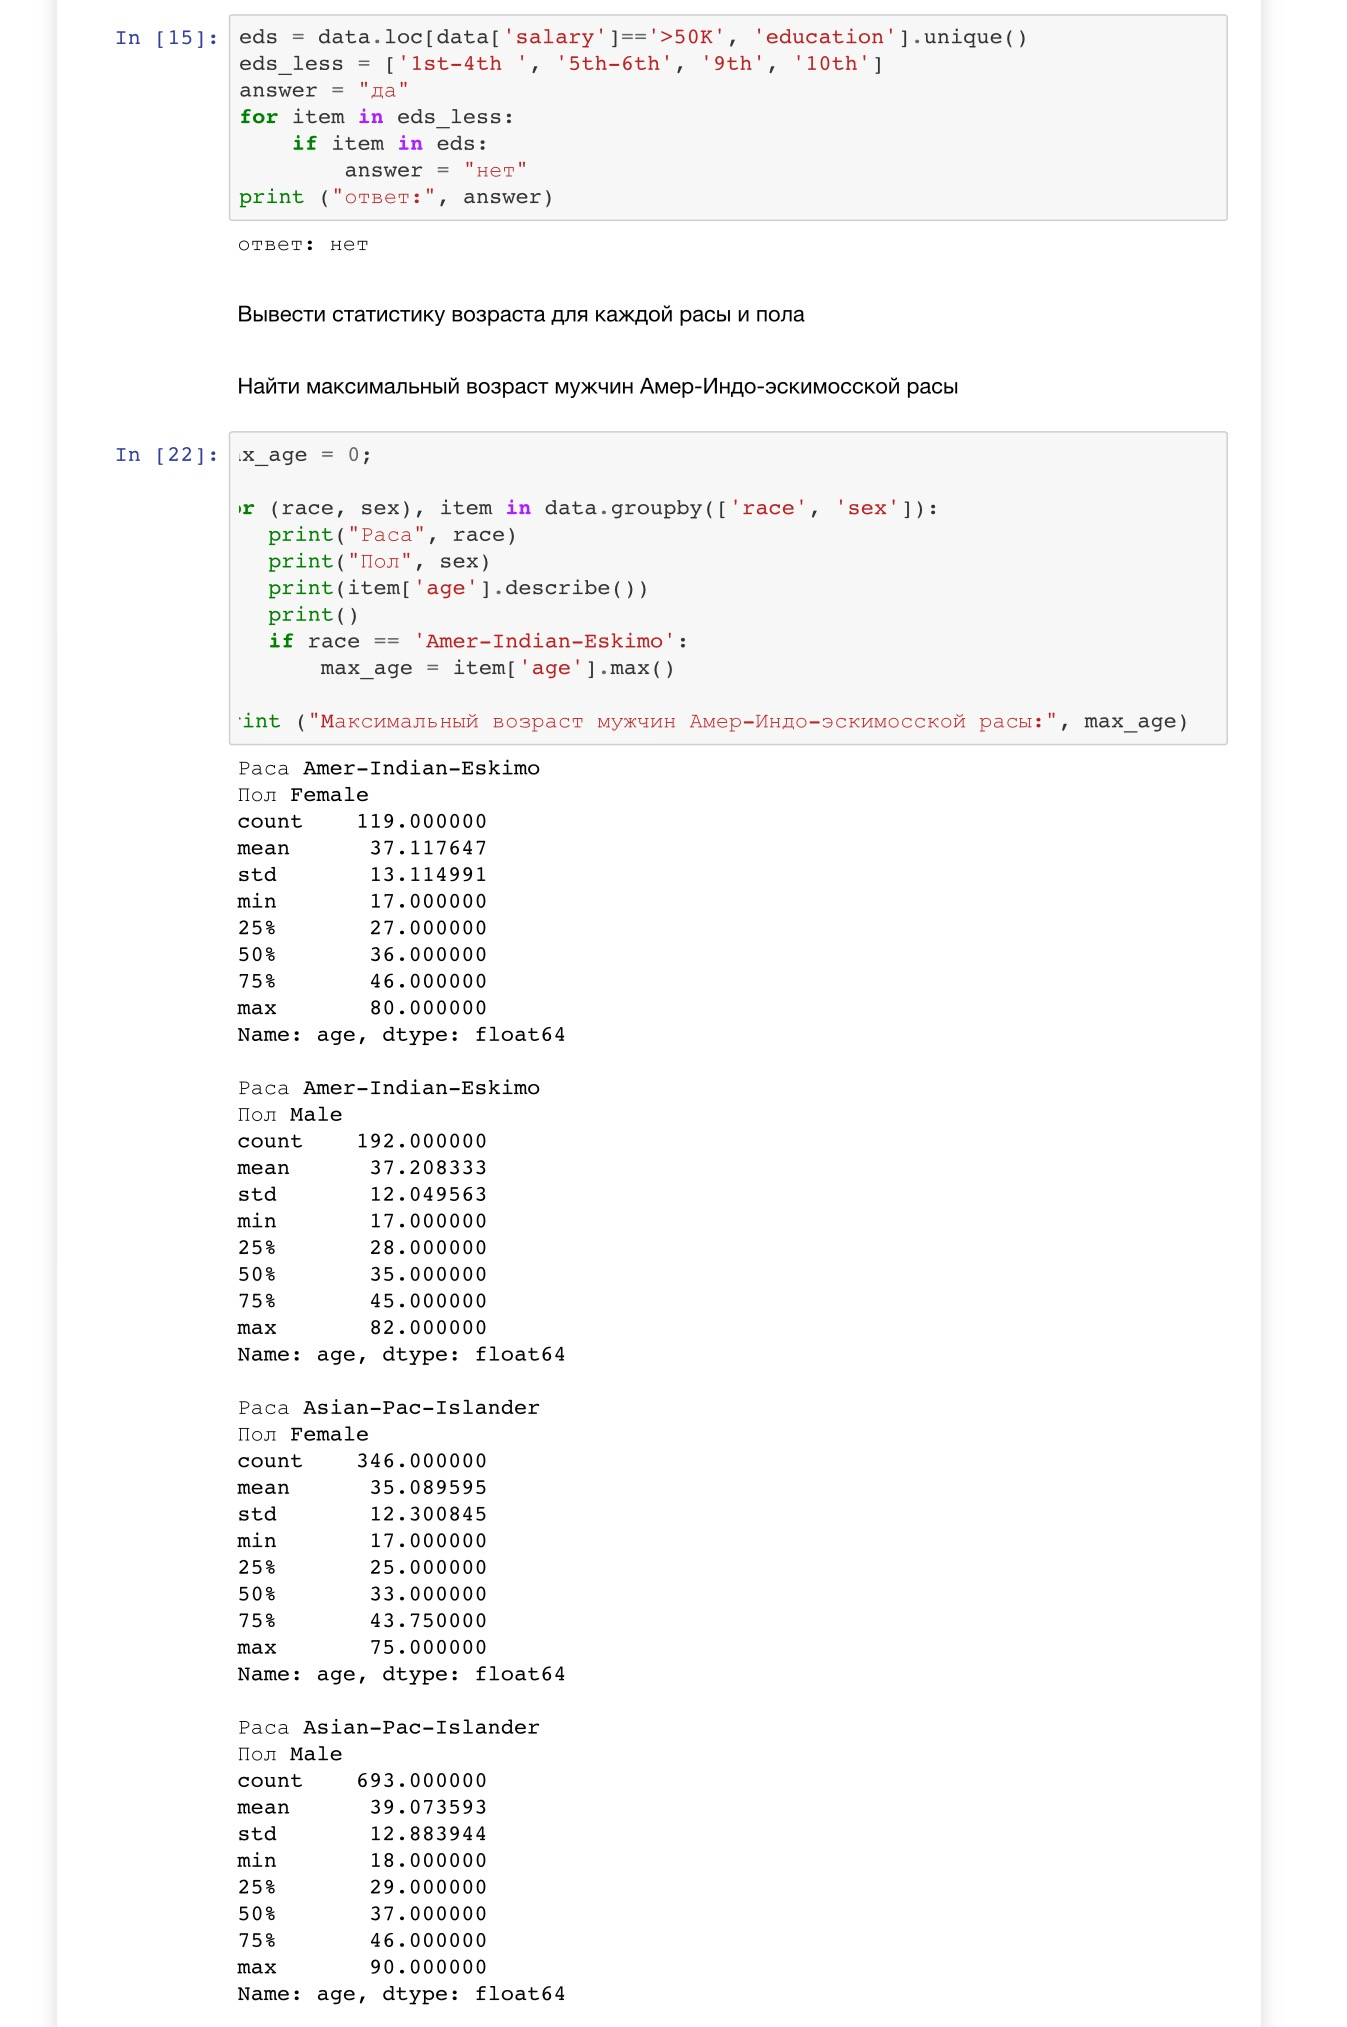 In [15]: eds = data.loc[data['salary']=='>50K', 'education'].unique()
eds_less = ['1st-4th ', '5th-6th', '9th', '10th']
answer = "да"
for item in eds_less:
    if item in eds:
        answer = "нет"
print ("ответ:", answer)
ответ: нет
Вывести статистику возраста для каждой расы и пола
Найти максимальный возраст мужчин Амер-Индо-эскимосской расы
In [22]: x_age = 0;
r (race, sex), item in data.groupby(['race', 'sex']):
    print("Раса", race)
    print("Пол", sex)
    print(item['age'].describe())
    print()
    if race == 'Amer-Indian-Eskimo':
        max_age = item['age'].max()
int ("Максимальный возраст мужчин Амер-Индо-эскимосской расы:", max_age)
Раса Amer-Indian-Eskimo
Пол Female
count    119.000000
mean      37.117647
std       13.114991
min       17.000000
25%       27.000000
50%       36.000000
75%       46.000000
max       80.000000
Name: age, dtype: float64
Раса Amer-Indian-Eskimo
Пол Male
count    192.000000
mean      37.208333
std       12.049563
min       17.000000
25%       28.000000
50%       35.000000
75%       45.000000
max       82.000000
Name: age, dtype: float64
Раса Asian-Pac-Islander
Пол Female
count    346.000000
mean      35.089595
std       12.300845
min       17.000000
25%       25.000000
50%       33.000000
75%       43.750000
max       75.000000
Name: age, dtype: float64
Раса Asian-Pac-Islander
Пол Male
count    693.000000
mean      39.073593
std       12.883944
min       18.000000
25%       29.000000
50%       37.000000
75%       46.000000
max       90.000000
Name: age, dtype: float64